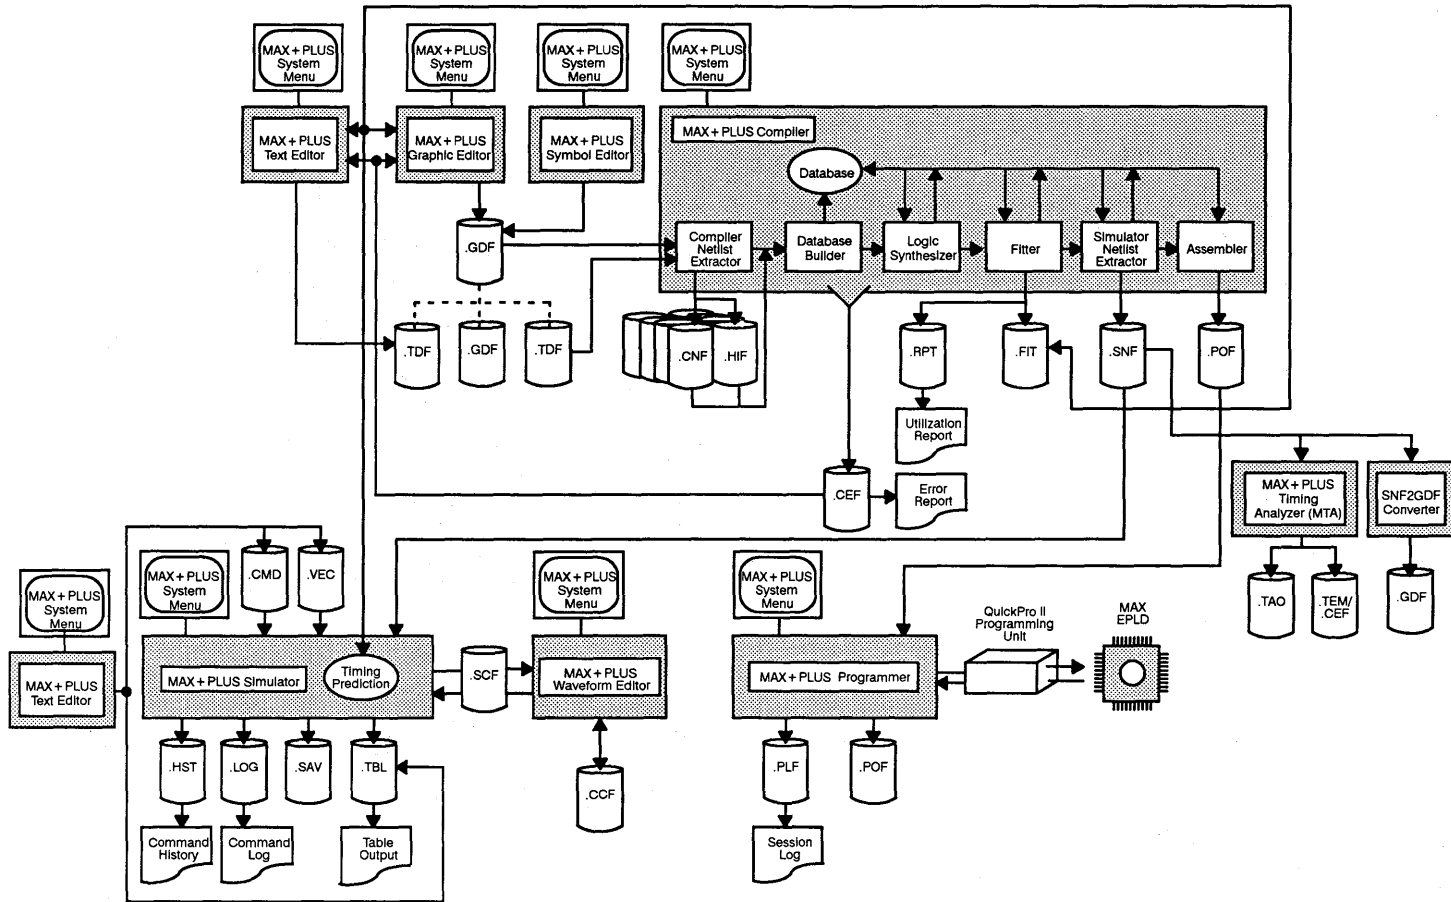 MAX + PLUS
System
Menu
MAX + PLUS
System
Menu
MAX + PLUS
System
Menu
MAX + PLUS
System
Menu
MAX + PLUS
Text Editor
MAX + PLUS
Graphic Editor
MAX + PLUS
Symbol Editor
MAX + PLUS Compiler
Database
.GDF
Compiler
Netlist
Extractor
Database
Builder
Logic
Synthesizer
Fitter
Simulator
Netlist
Extractor
Assembler
.TDF
.GDF
.TDF
.CNF
.HIF
.RPT
.FIT
.SNF
.POF
Utilization
Report
.CEF
Error
Report
MAX + PLUS
Timing
Analyzer (MTA)
SNF2GDF
Converter
.TAO
.TEM/
.CEF
.GDF
MAX + PLUS
System
Menu
MAX + PLUS
System
Menu
.CMD
.VEC
MAX + PLUS
System
Menu
MAX + PLUS
System
Menu
QuickPro II
Programming
Unit
MAX
EPLD
MAX + PLUS
Text Editor
MAX + PLUS Simulator
Timing
Prediction
.SCF
MAX + PLUS
Waveform Editor
MAX + PLUS Programmer
.HST
.LOG
.SAV
.TBL
.CCF
.PLF
.POF
Command
History
Command
Log
Table
Output
Session
Log